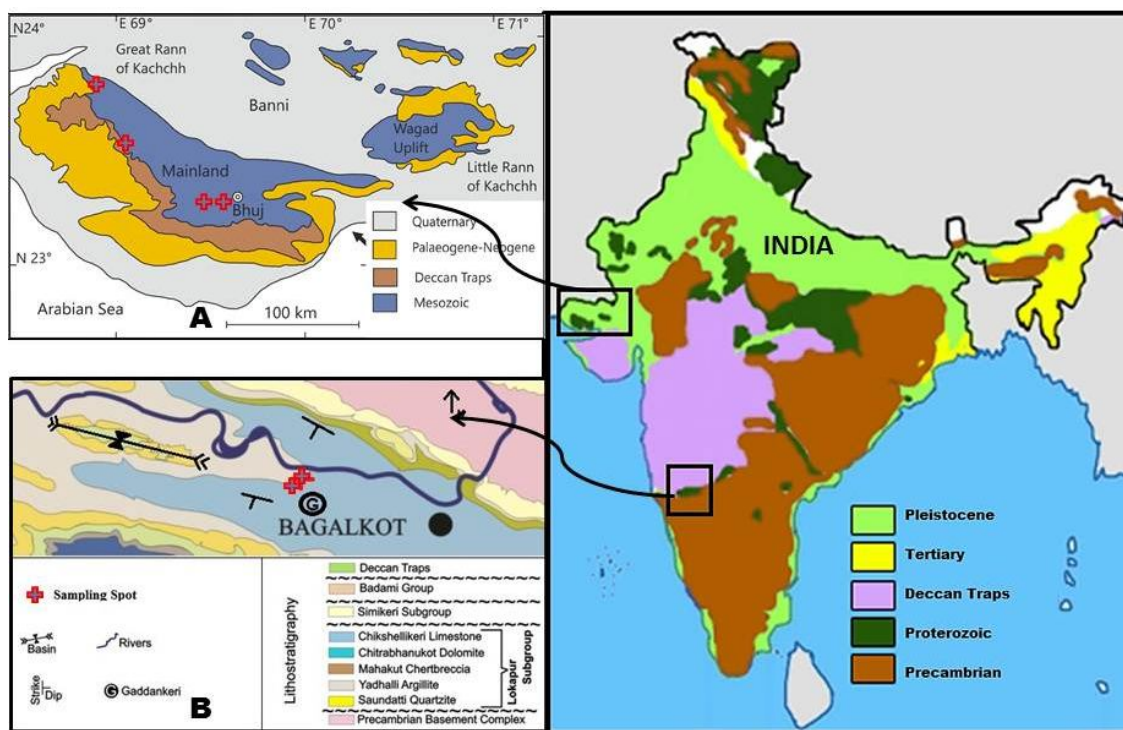 E 69
E 70
E 71
N24°
Great Rann
of Kachchh
Banni
Wagad
Uplift
Mainland
Little Rann
of Kachchh
Bhuj
Quaternary
Palaeogene-Neogene
Deccan Traps
Mesozoic
N 23°
Arabian Sea
A
100 km
BAGALKOT
G
Sampling Spot
Basin
Rivers
Strike
Dip
G
Gaddankeri
B
Lithostratigraphy
Deccan Traps
Badami Group
Simikeri Subgroup
Chikshellikeri Limestone
Chitrabhanukot Dolomite
Mahakut Chertbreccia
Yadhalli Argillite
Saundatti Quartzite
Precambrian Basement Complex
Lokapur
Subgroup
INDIA
Pleistocene
Tertiary
Deccan Traps
Proterozoic
Precambrian